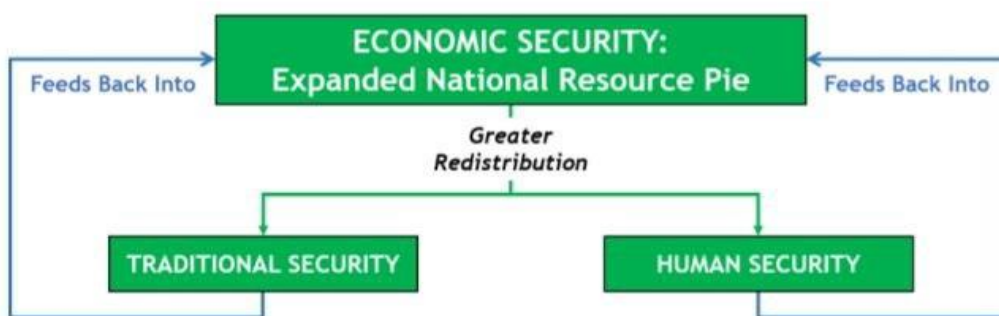 ECONOMIC SECURITY:
Expanded National Resource Pie
Feeds Back Into
Feeds Back Into
Greater
Redistribution
TRADITIONAL SECURITY
HUMAN SECURITY